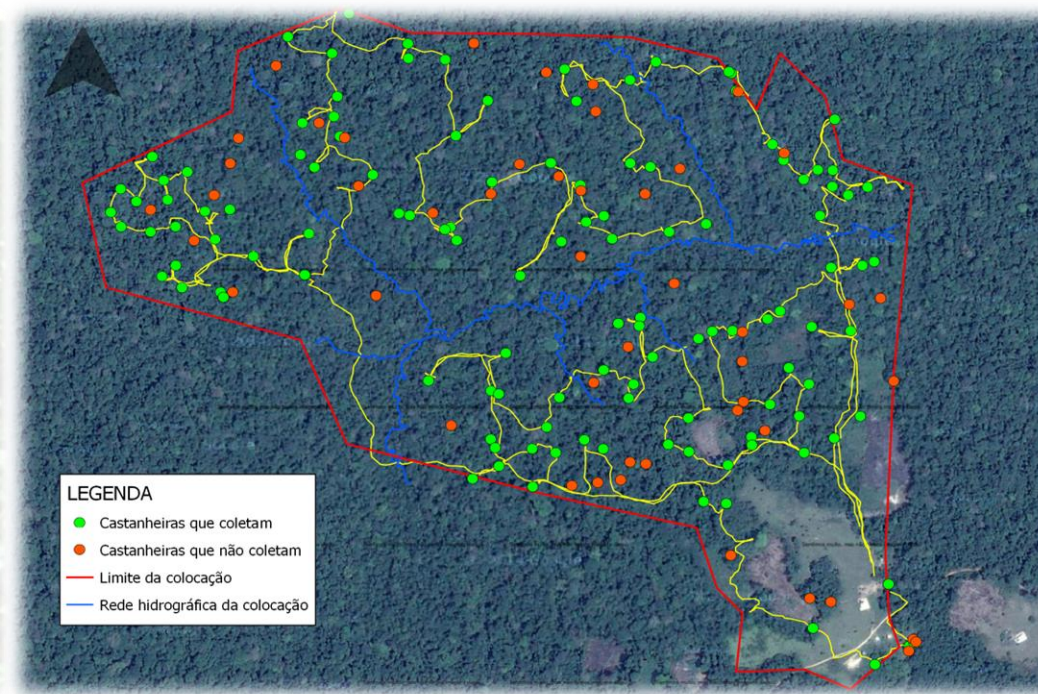 LEGENDA
Castanheiras que coletam
Castanheiras que não coletam
Limite da colocação
Rede hidrográfica da colocação